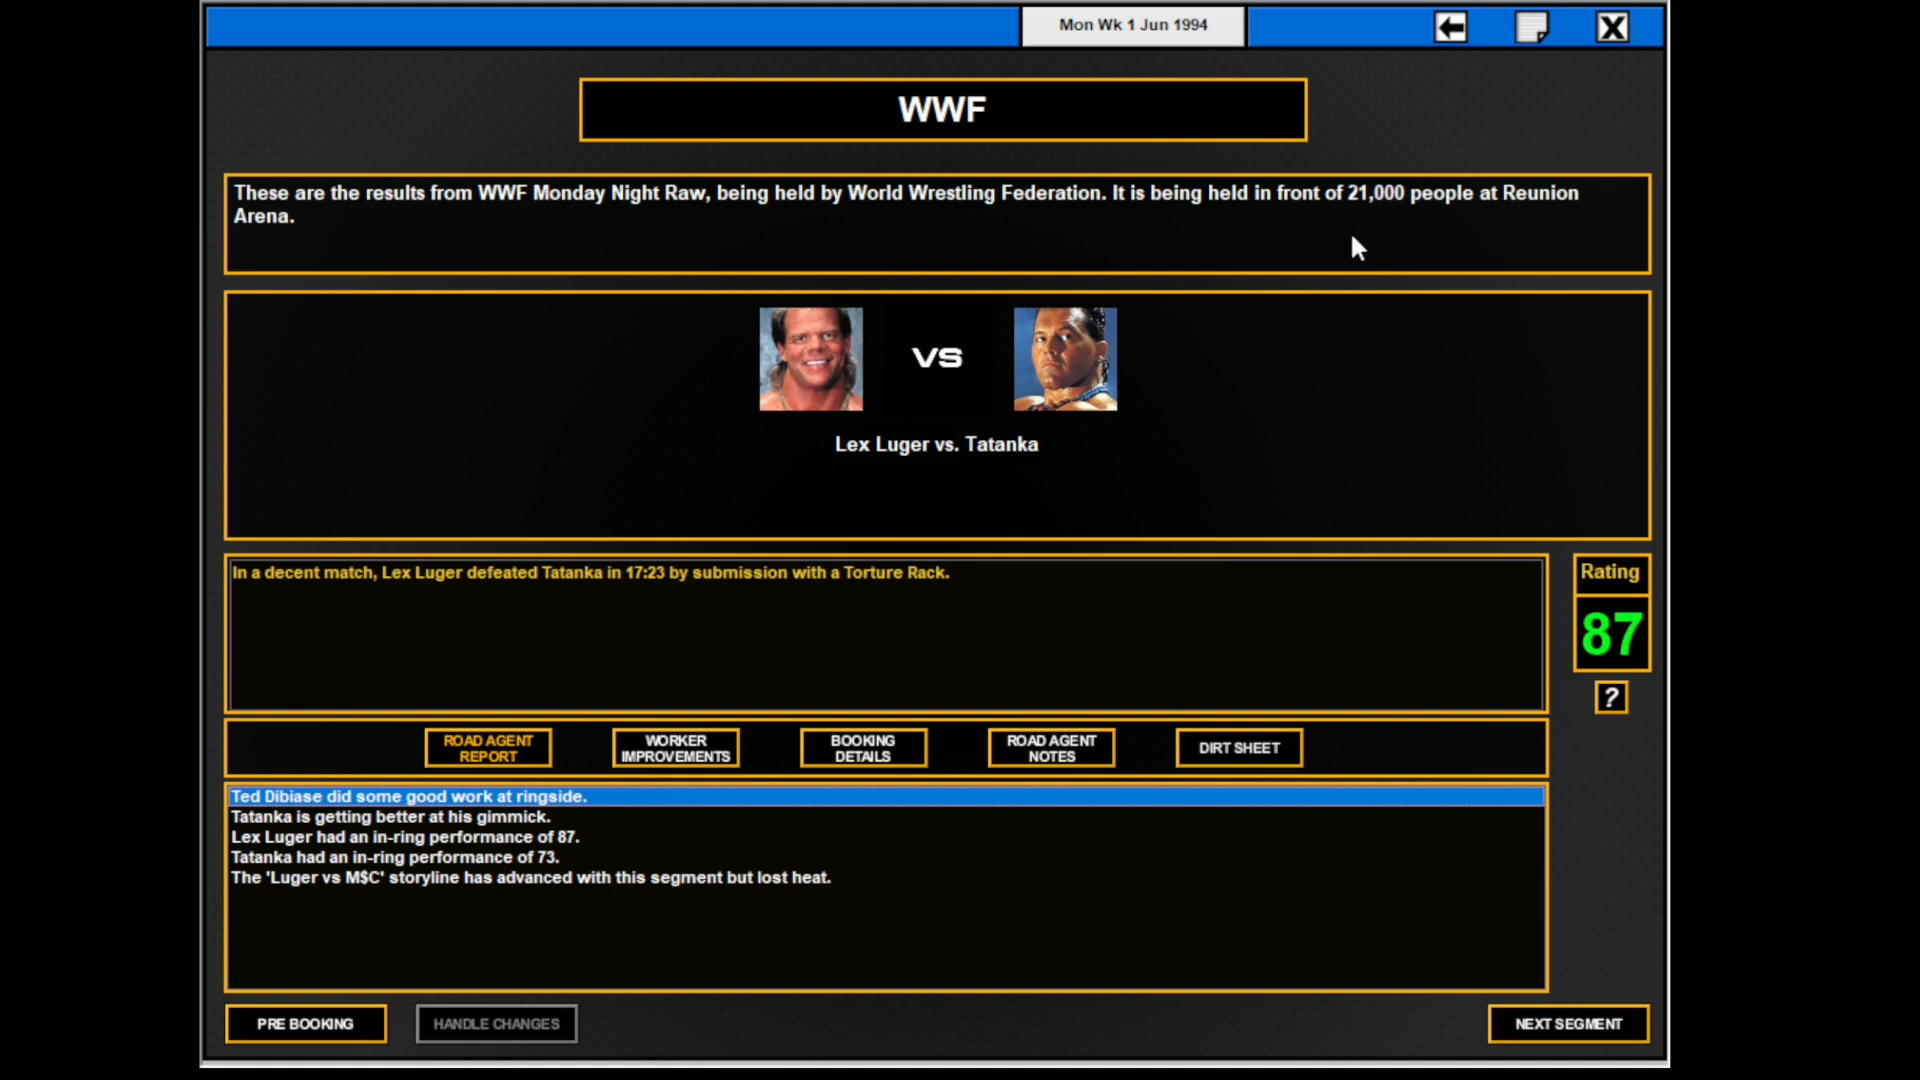 Mon Wk 1 Jun 1994
WWF
These are the results from WWF Monday Night Raw, being held by World Wrestling Federation. It is being held in front of 21,000 people at Reunion
Arena.
VS
Lex Luger vs. Tatanka
In a decent match, Lex Luger defeated Tatanka in 17:23 by submission with a Torture Rack.
Rating
87
?
ROAD AGENT
REPORT
WORKER
IMPROVEMENTS
BOOKING
DETAILS
ROAD AGENT
NOTES
DIRT SHEET
Ted Dibiase did some good work at ringside.
Tatanka is getting better at his gimmick.
Lex Luger had an in-ring performance of 87.
Tatanka had an in-ring performance of 73.
The 'Luger vs M$C' storyline has advanced with this segment but lost heat.
PRE BOOKING
HANDLE CHANGES
NEXT SEGMENT